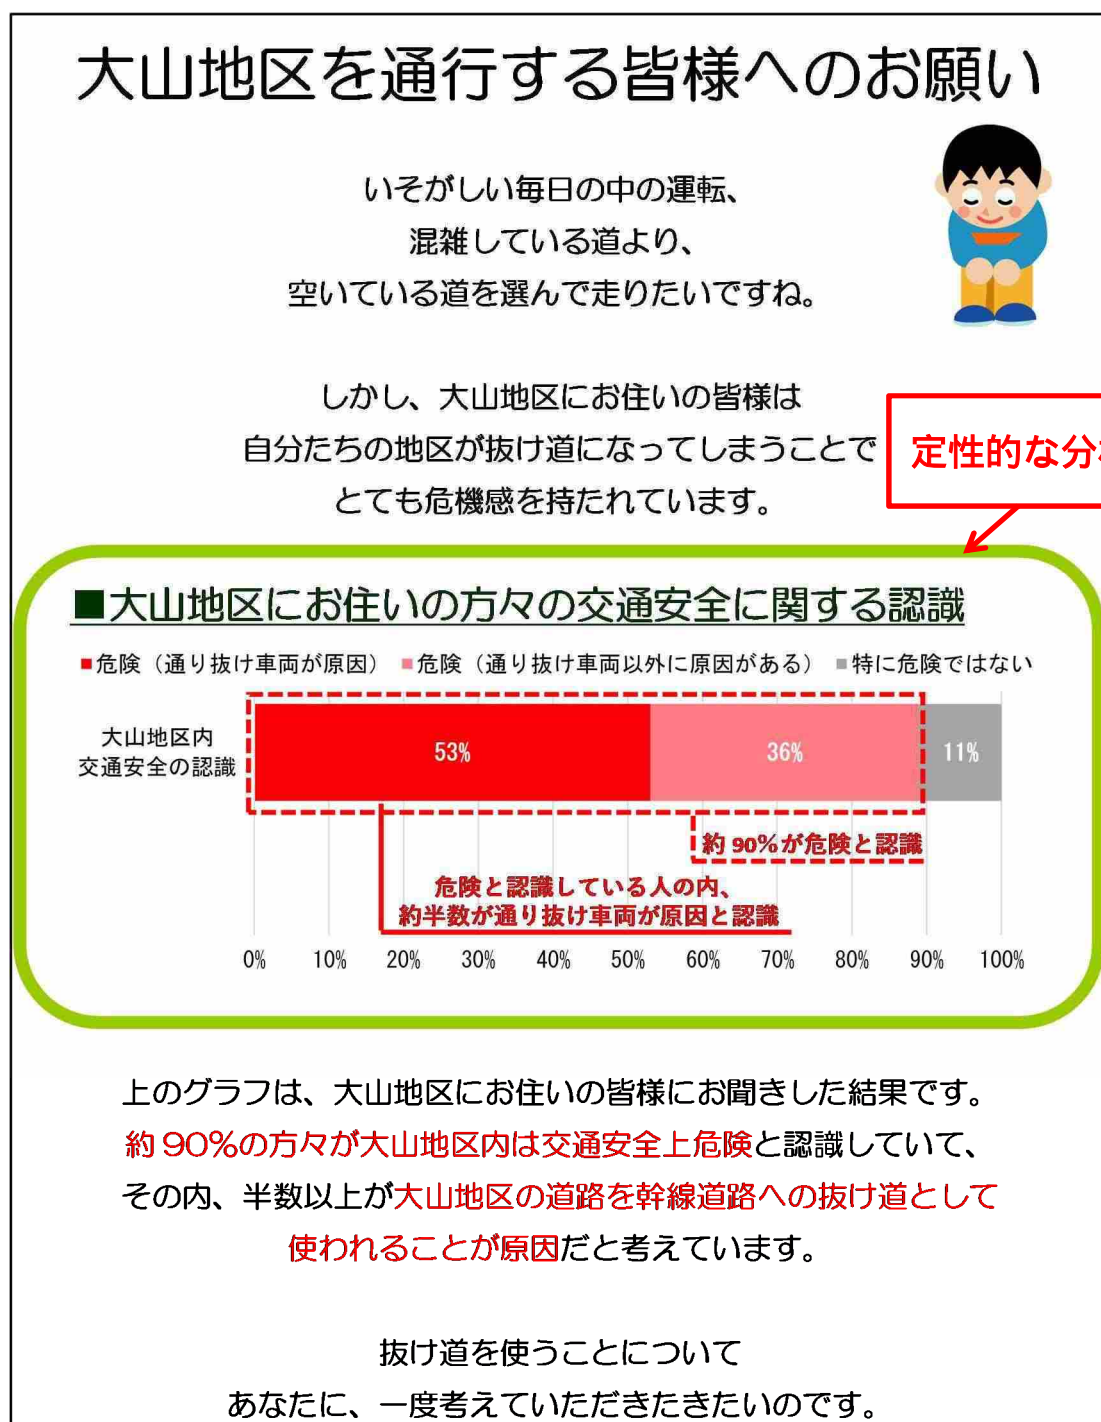 大山地区を通行する皆様へのお願い
いそがしい毎日の中の運転、
混雑している道より、
空いている道を選んで走りたいですね。
しかし、大山地区にお住いの皆様は
自分たちの地区が抜け道になってしまうことで
とても危機感を持たれています。
定性的な分
■大山地区にお住いの方々の交通安全に関する認識
■危険（通り抜け車両が原因） ■危険（通り抜け車両以外に原因がある） ■特に危険ではない
大山地区内
交通安全の認識
53% 36% 11%
約90%が危険と認識
危険と認識している人の内、
約半数が通り抜け車両が原因と認識
0% 10% 20% 30% 40% 50% 60% 70% 80% 90% 100%
上のグラフは、大山地区にお住いの皆様にお聞きした結果です。
約90%の方々が大山地区内は交通安全上危険と認識していて、
その内、半数以上が大山地区の道路を幹線道路への抜け道として
使われることが原因だと考えています。
抜け道を使うことについて
あなたに、一度考えていただきたきたいのです。